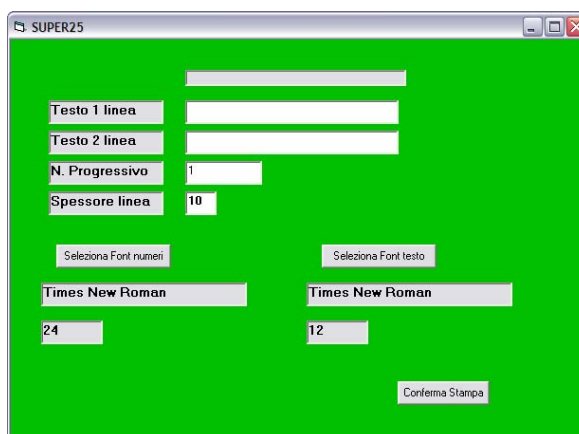 SUPER25
Testo 1 linea
Testo 2 linea
N. Progressivo 1
Spessore linea 10
Seleziona Font numeri Seleziona Font testo
Times New Roman Times New Roman
24 12
Conferma Stampa